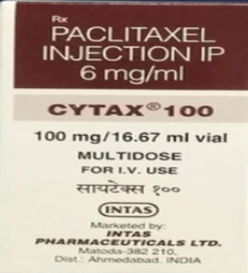 Rx
PACLITAXEL
INJECTION IP
6 mg/ml
CYTAX® 100
100 mg/16.67 ml vial
MULTIDOSE
FOR I.V. USE
सायटेक्स १००
INTAS
Marketed by:
INTAS
PHARMACEUTICALS LTD.
Matoda-382 210,
Dist.: Ahmedabad. INDIA